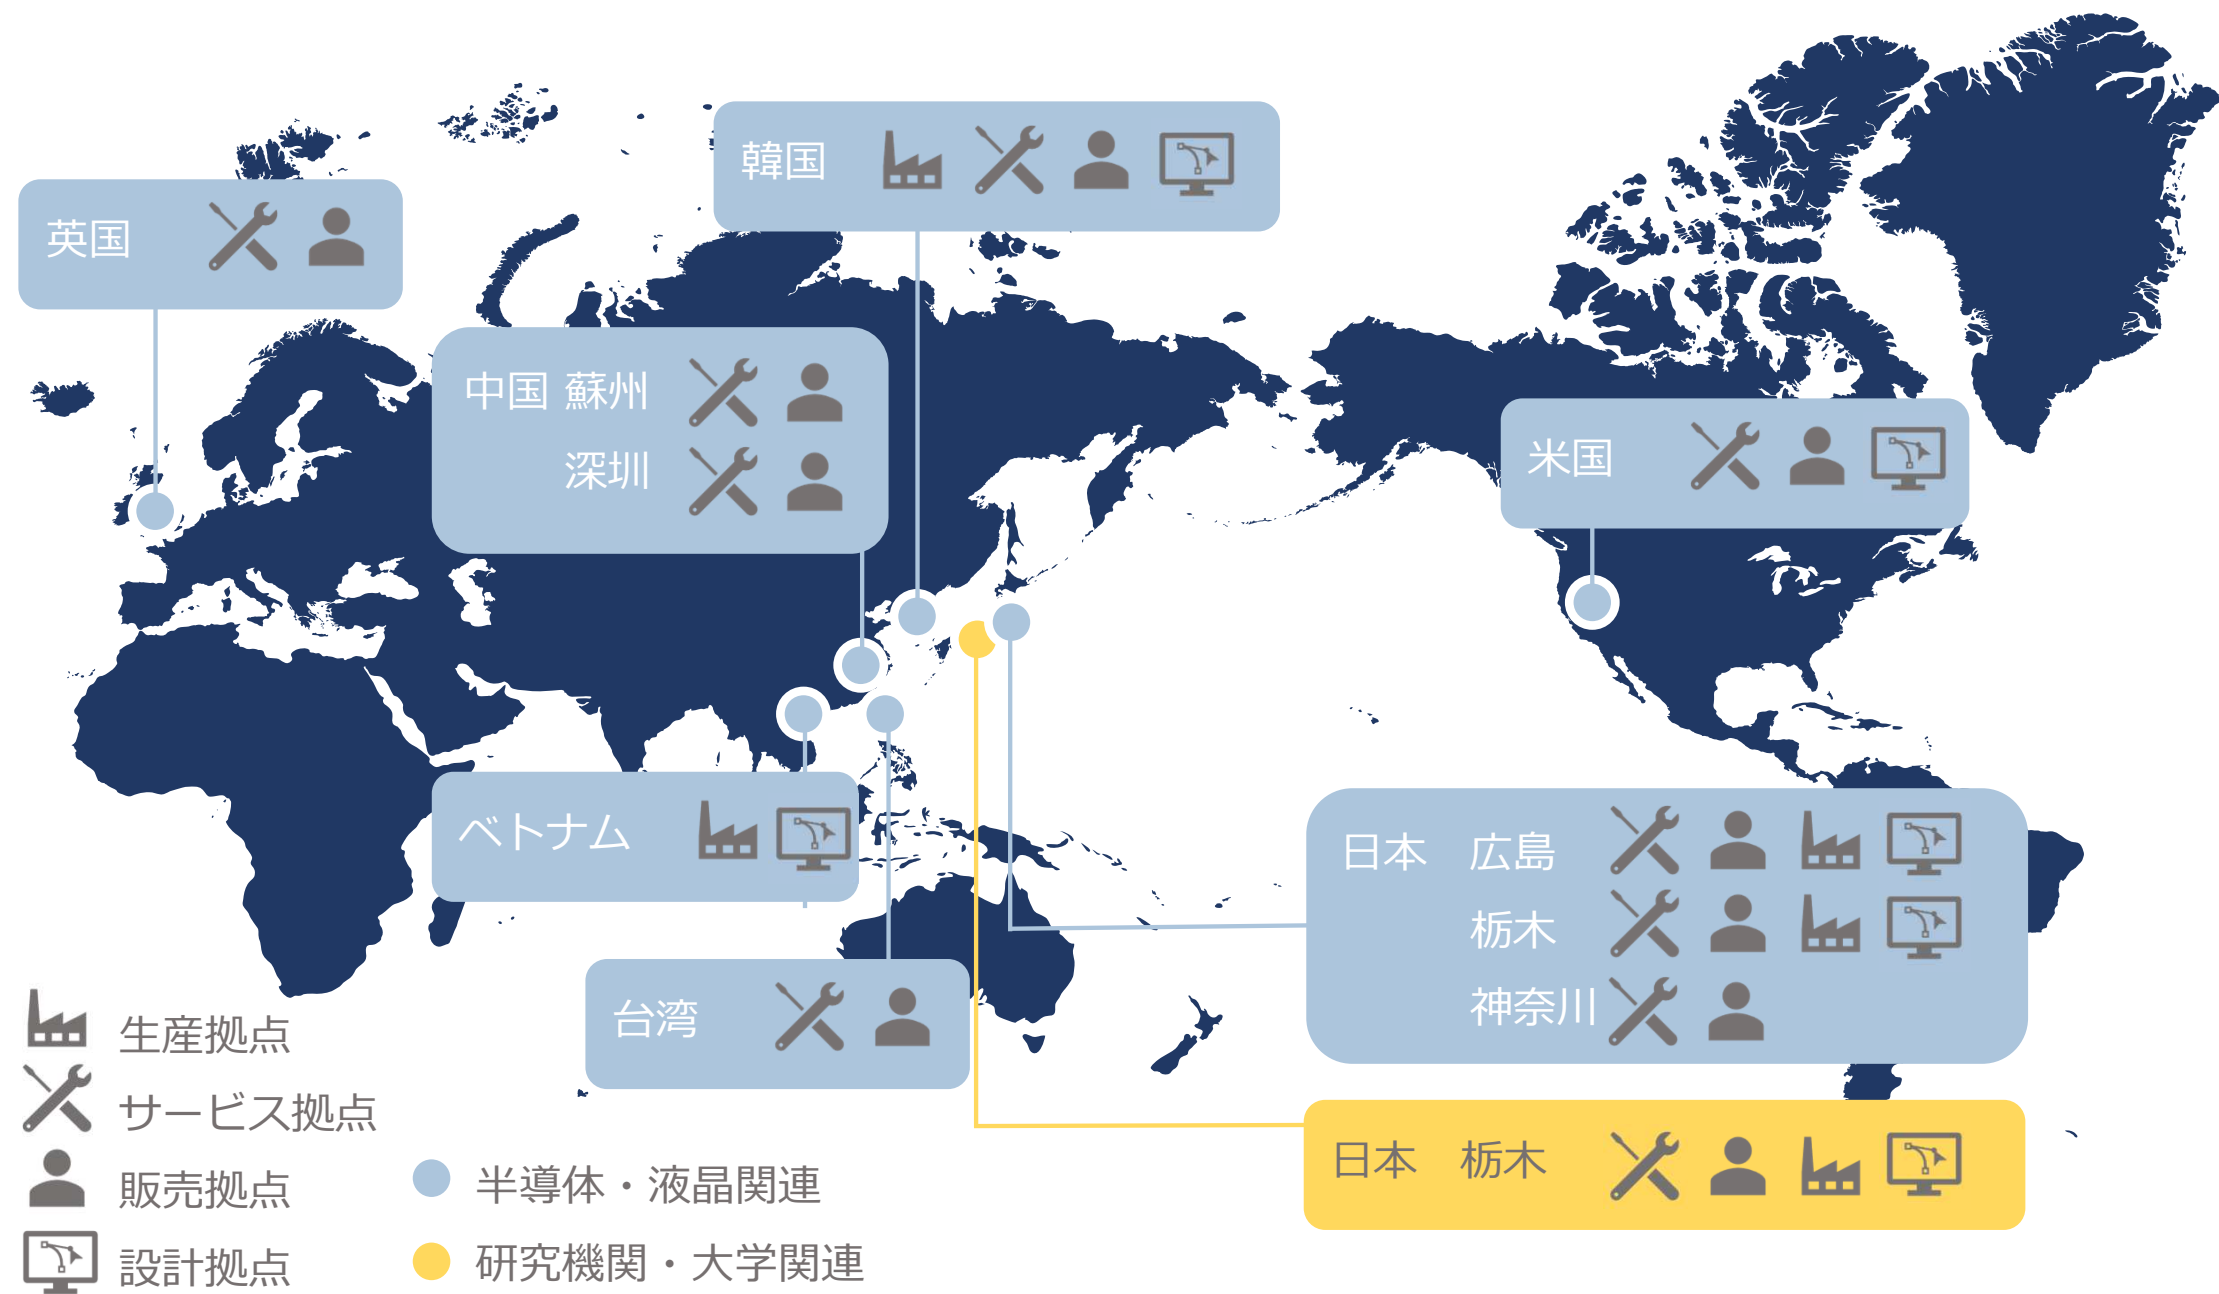 韓国
英国
中国 蘇州
深圳
米国
ベトナム
日本 広島
栃木
神奈川
台湾
日本 栃木
生産拠点
サービス拠点
販売拠点
設計拠点
半導体・液晶関連
研究機関・大学関連